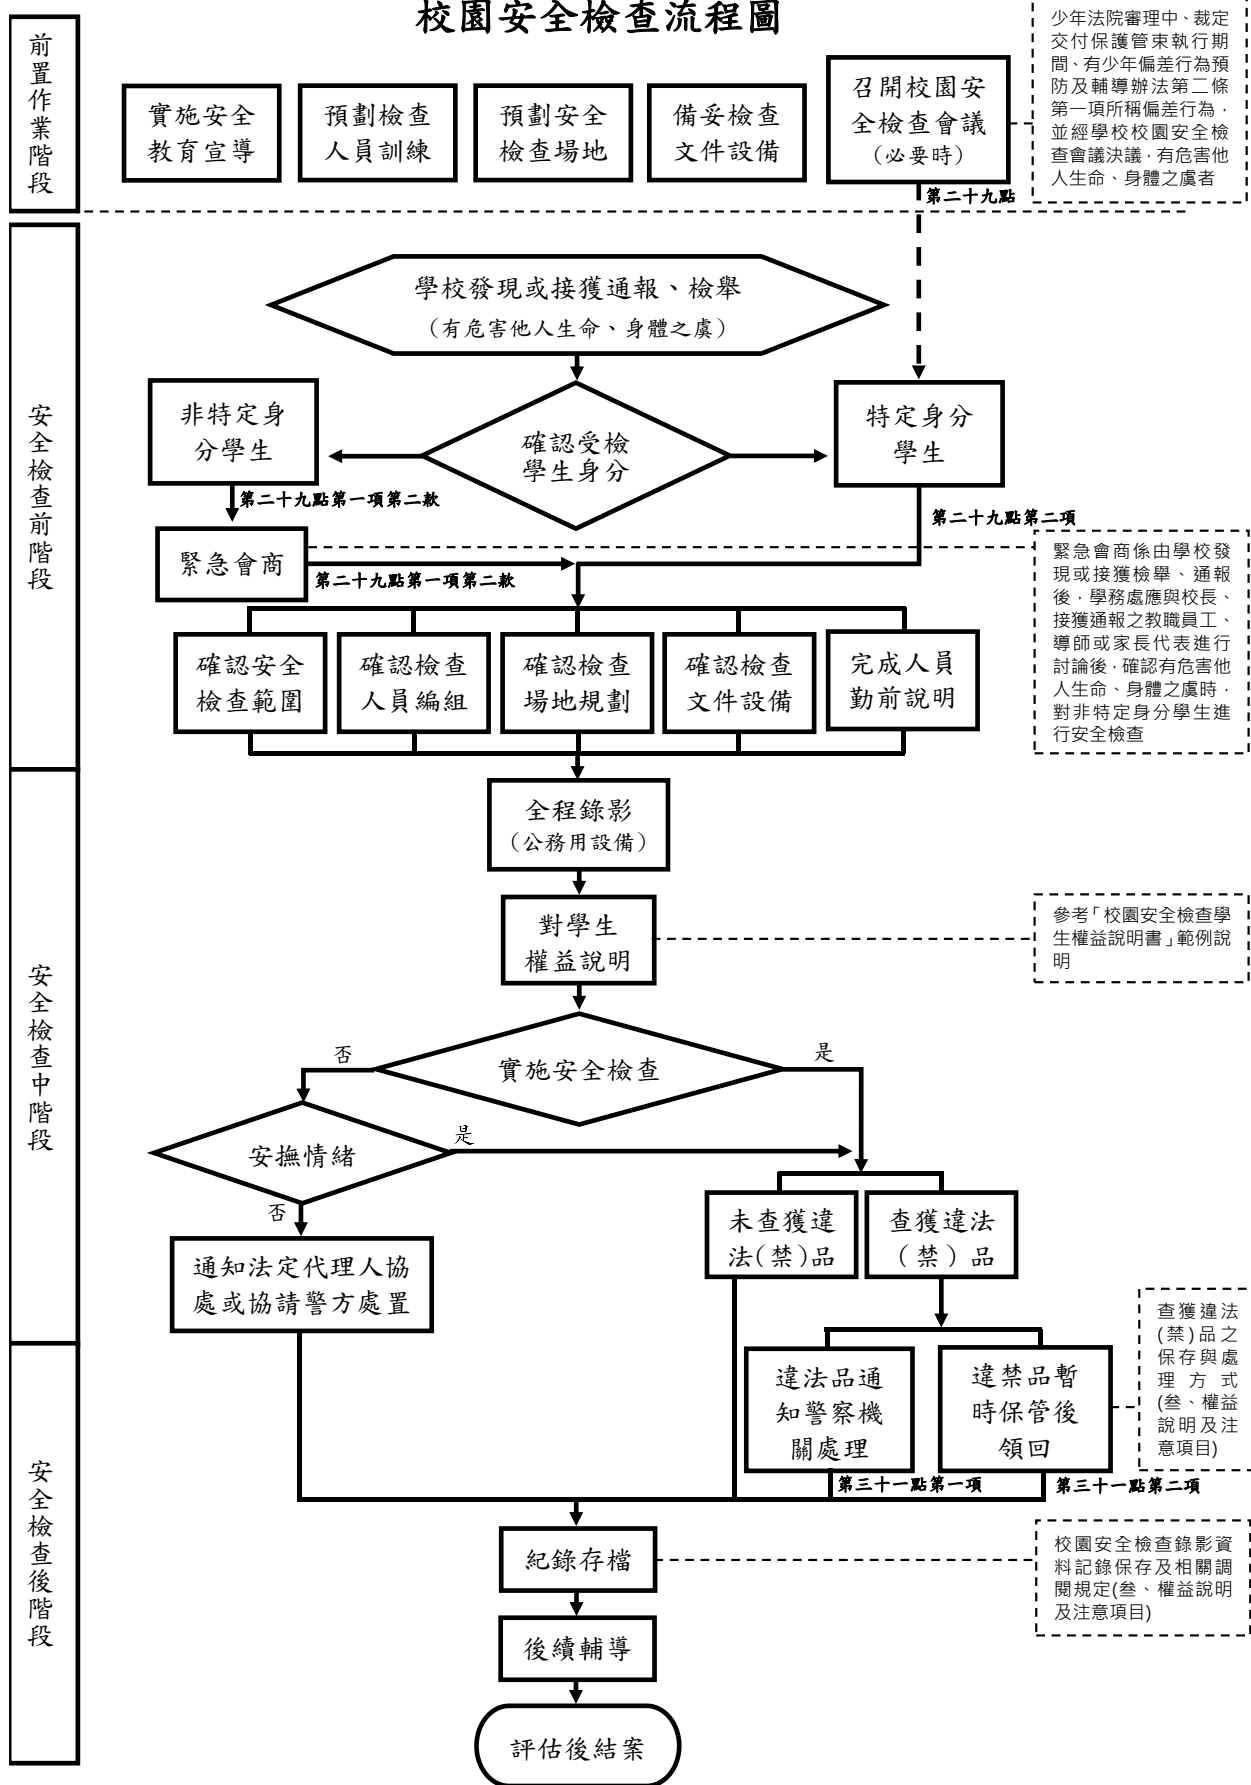 校園安全檢查流程圖
前置作業階段
實施安全
教育宣導
預劃檢查
人員訓練
預劃安全
檢查場地
備妥檢查
文件設備
召開校園安
全檢查會議
(必要時)
少年法院審理中、裁定
交付保護管束執行期
間、有少年偏差行為預
防及輔導辦法第二條
第一項所稱偏差行為，
並經學校校園安全檢
查會議決議，有危害他
人生命、身體之虞者
第二十九點
安全檢查前階段
學校發現或接獲通報、檢舉
（有危害他人生命、身體之虞）
非特定身
分學生
確認受檢
學生身分
特定身分
學生
第二十九點第一項第二款
第二十九點第二項
緊急會商
第二十九點第一項第二款
緊急會商係由學校發
現或接獲檢舉、通報
後，學務處應與校長、
接獲通報之教職員工、
導師或家長代表進行
討論後，確認有危害他
人生命、身體之虞時，
對非特定身分學生進
行安全檢查
確認安全
檢查範圍
確認檢查
人員編組
確認檢查
場地規劃
確認檢查
文件設備
完成人員
勤前說明
安全檢查中階段
全程錄影
（公務用設備）
對學生
權益說明
參考「校園安全檢查學
生權益說明書」範例說
明
實施安全檢查
否
是
安撫情緒
是
否
未查獲違
法(禁)品
查獲違法
（禁）品
通知法定代理人協
處或協請警方處置
查獲違法
(禁)品之
保存與處
理方式
(叁、權益
說明及注
意項目)
違法品通
知警察機
關處理
違禁品暫
時保管後
領回
第三十一點第一項
第三十一點第二項
安全檢查後階段
紀錄存檔
校園安全檢查錄影資
料記錄保存及相關調
閱規定(叁、權益說明
及注意項目)
後續輔導
評估後結案